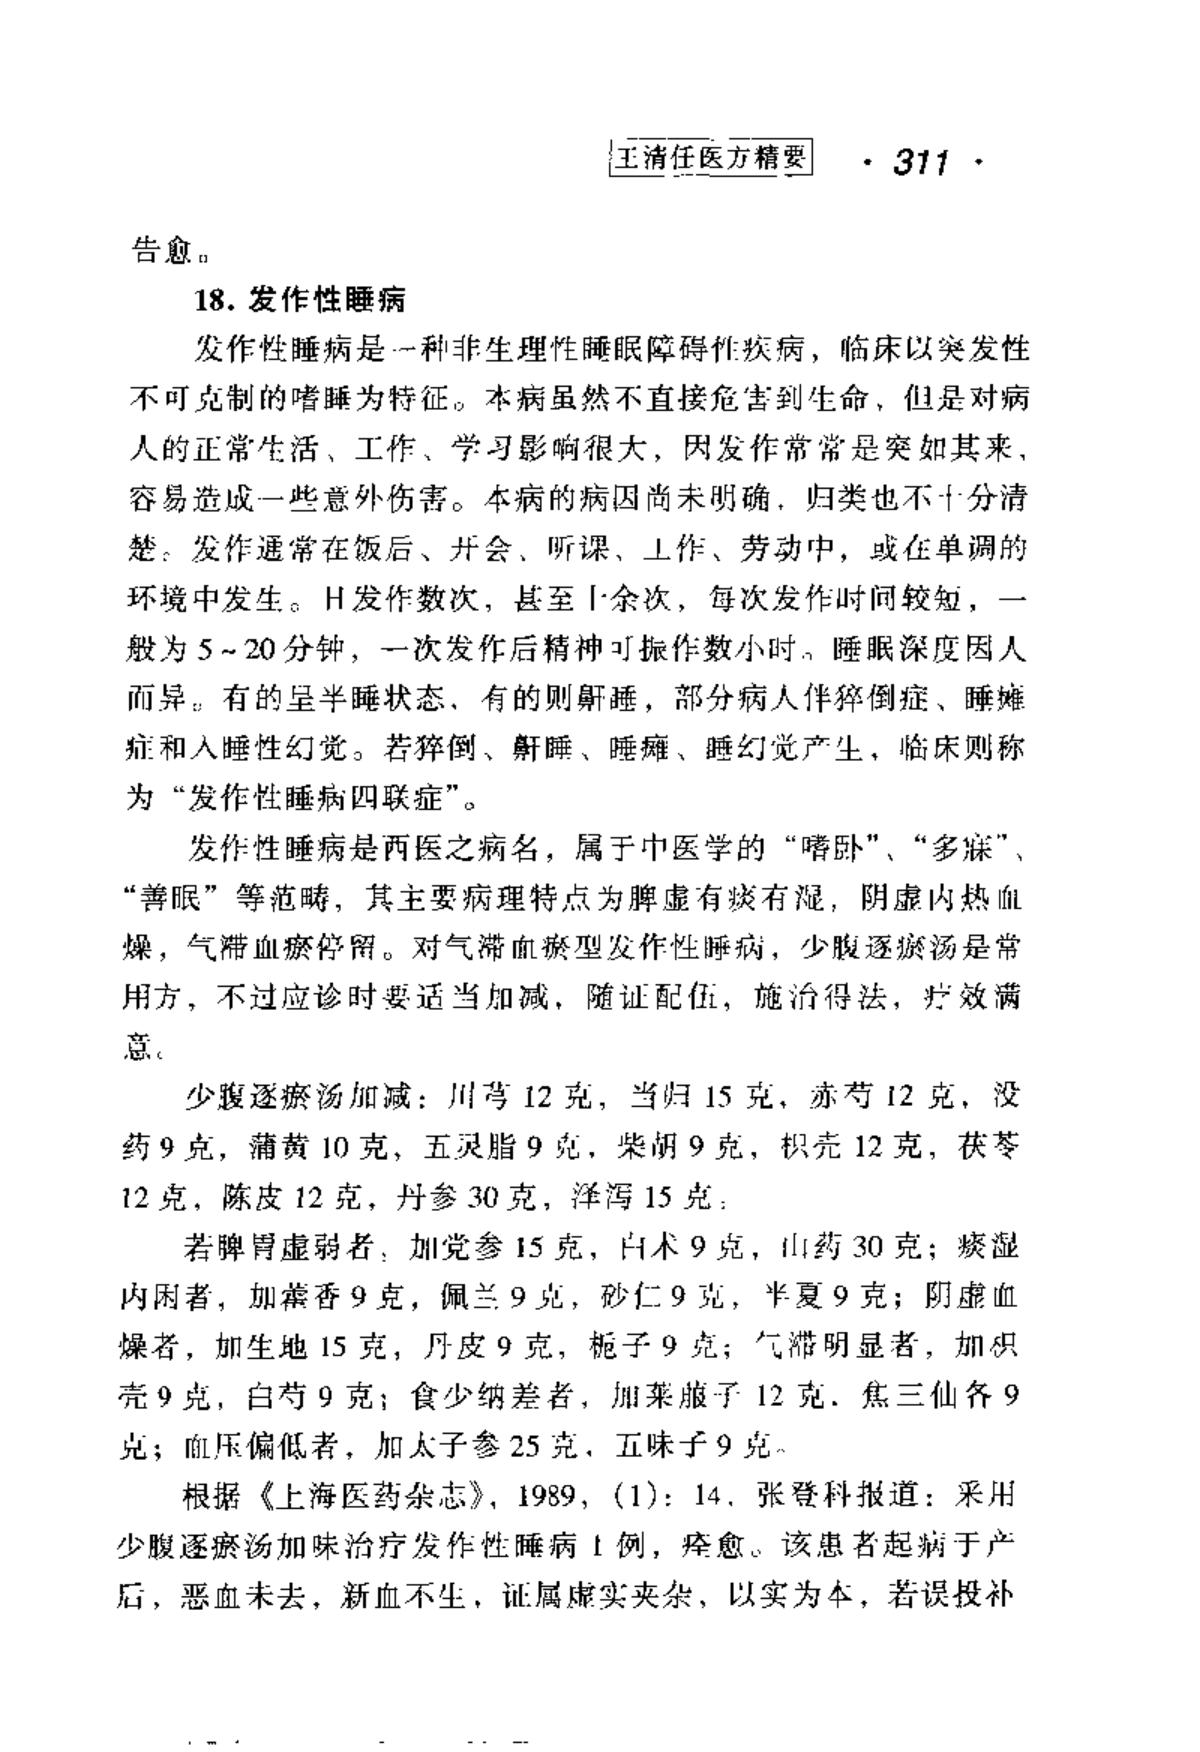 王清任医方精要 · 311 ·
告愈。
18. 发作性睡病
发作性睡病是一种非生理性睡眠障碍性疾病，临床以突发性
不可克制的嗜睡为特征。本病虽然不直接危害到生命，但是对病
人的正常生活、工作、学习影响很大，因发作常常是突如其来，
容易造成一些意外伤害。本病的病因尚未明确，归类也不十分清
楚。发作通常在饭后、开会、听课、工作、劳动中，或在单调的
环境中发生。日发作数次，甚至十余次，每次发作时间较短，一
般为 5～20 分钟，一次发作后精神可振作数小时。睡眠深度因人
而异。有的呈半睡状态，有的则鼾睡，部分病人伴猝倒症、睡瘫
症和入睡性幻觉。若猝倒、鼾睡、睡瘫、睡幻觉产生，临床则称
为“发作性睡病四联症”。
发作性睡病是西医之病名，属于中医学的“嗜卧”、“多寐”、
“善眠”等范畴，其主要病理特点为脾虚有痰有湿，阴虚内热血
燥，气滞血瘀停留。对气滞血瘀型发作性睡病，少腹逐瘀汤是常
用方，不过应诊时要适当加减，随证配伍，施治得法，疗效满
意。
少腹逐瘀汤加减：川芎 12 克，当归 15 克，赤芍 12 克，没
药 9 克，蒲黄 10 克，五灵脂 9 克，柴胡 9 克，枳壳 12 克，茯苓
12 克，陈皮 12 克，丹参 30 克，泽泻 15 克；
若脾胃虚弱者，加党参 15 克，白术 9 克，山药 30 克；痰湿
内困者，加藿香 9 克，佩兰 9 克，砂仁 9 克，半夏 9 克；阴虚血
燥者，加生地 15 克，丹皮 9 克，栀子 9 克；气滞明显者，加枳
壳 9 克，白芍 9 克；食少纳差者，加莱菔子 12 克．焦三仙各 9
克；血压偏低者，加太子参 25 克，五味子 9 克。
根据《上海医药杂志》，1989，（1）：14．张登科报道：采用
少腹逐瘀汤加味治疗发作性睡病 1 例，痊愈。该患者起病于产
后，恶血未去，新血不生，证属虚实夹杂，以实为本，若误投补